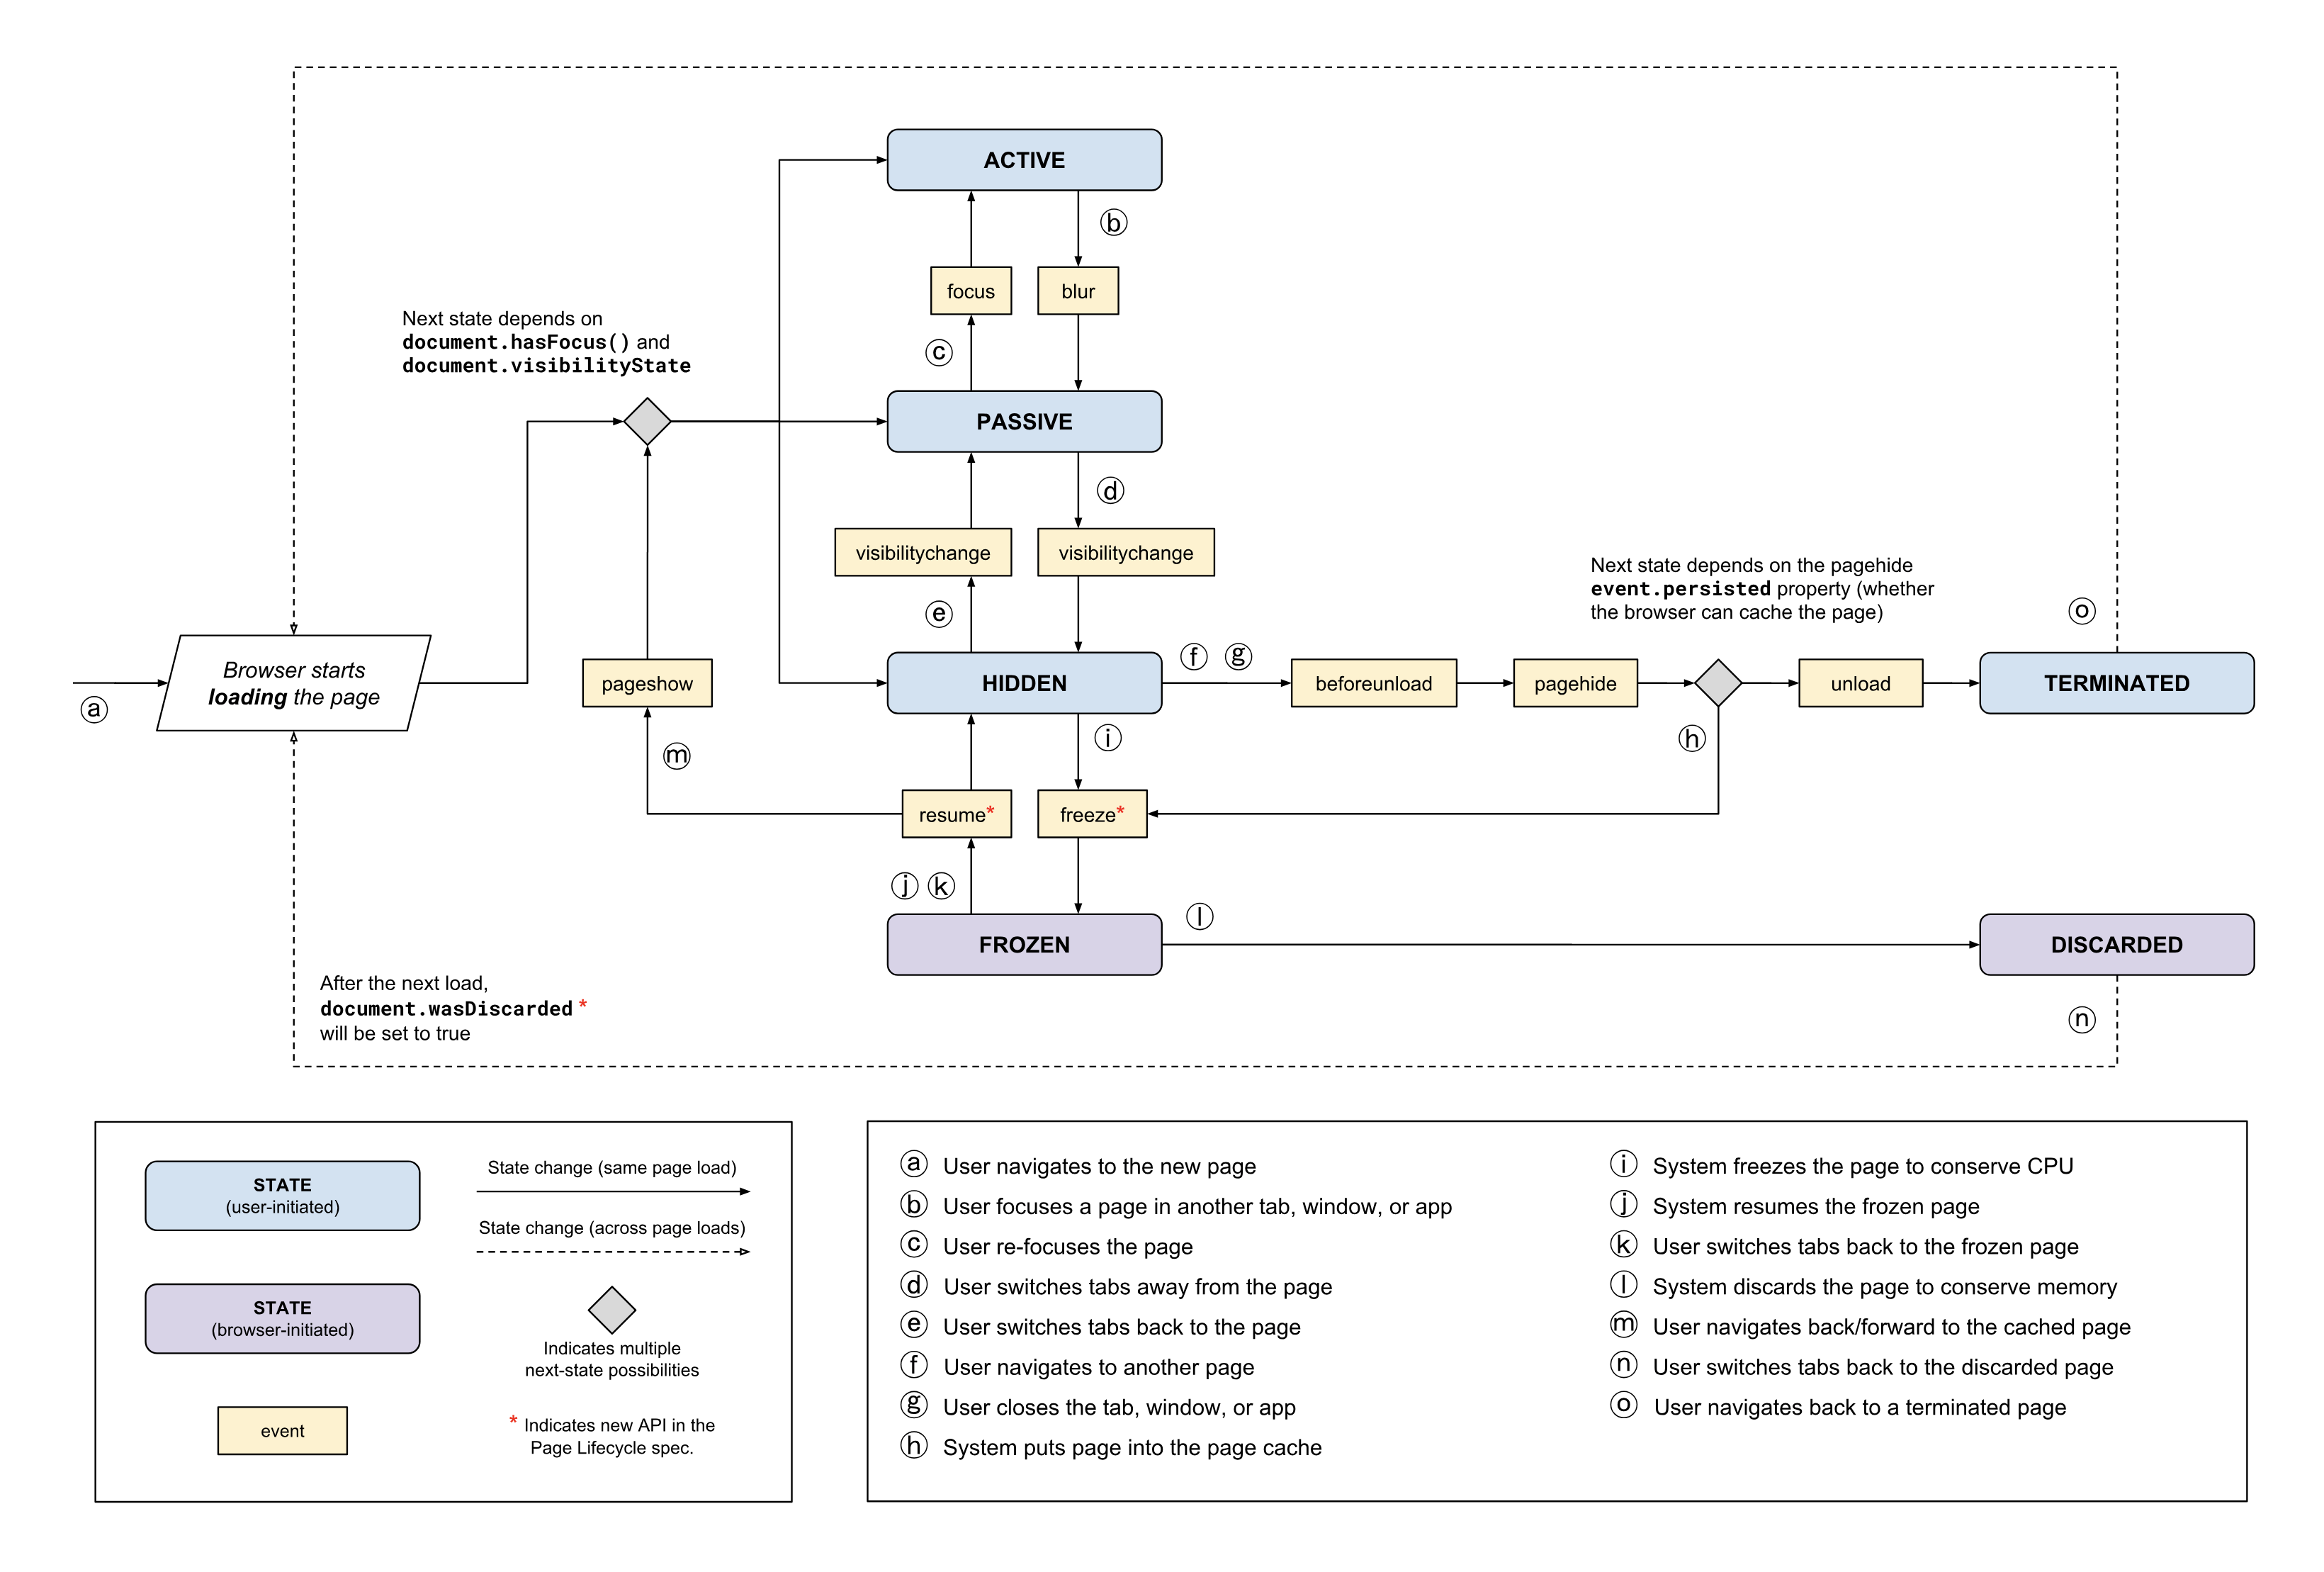 ACTIVE
ⓑ
focus
blur
Next state depends on
document.hasFocus() and
document.visibilityState
ⓒ
PASSIVE
ⓓ
visibilitychange
visibilitychange
Next state depends on the pagehide
event.persisted property (whether
the browser can cache the page)
ⓔ
ⓞ
Browser starts
loading the page
ⓐ
pageshow
HIDDEN
ⓕ ⓖ
beforeunload
pagehide
unload
TERMINATED
ⓜ
ⓘ
ⓗ
resume*
freeze*
ⓙ ⓚ
FROZEN
ⓛ
DISCARDED
After the next load,
document.wasDiscarded *
will be set to true
ⓝ
STATE
(user-initiated)
State change (same page load)
State change (across page loads)
STATE
(browser-initiated)
Indicates multiple
next-state possibilities
event
* Indicates new API in the
Page Lifecycle spec.
ⓐ User navigates to the new page
ⓑ User focuses a page in another tab, window, or app
ⓒ User re-focuses the page
ⓓ User switches tabs away from the page
ⓔ User switches tabs back to the page
ⓕ User navigates to another page
ⓖ User closes the tab, window, or app
ⓗ System puts page into the page cache
ⓘ System freezes the page to conserve CPU
ⓙ System resumes the frozen page
ⓚ User switches tabs back to the frozen page
ⓛ System discards the page to conserve memory
ⓜ User navigates back/forward to the cached page
ⓝ User switches tabs back to the discarded page
ⓞ User navigates back to a terminated page